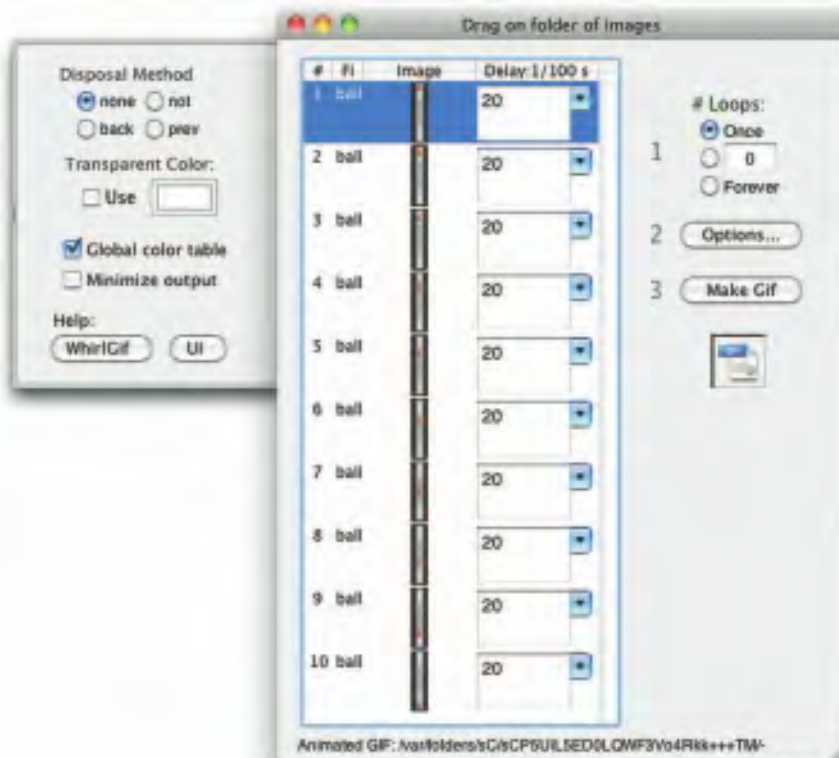 Disposal Method
none not
back prev
Transparent Color:
Use
Global color table
Minimize output
Help:
WhirlGif UI
Drag on folder of images
# Fi Image Delay:1/100 s
1 ball 20
2 ball 20
3 ball 20
4 ball 20
5 ball 20
6 ball 20
7 ball 20
8 ball 20
9 ball 20
10 ball 20
# Loops:
Once
1 0
Forever
2 Options...
3 Make Gif
Animated GIF: /var/folders/